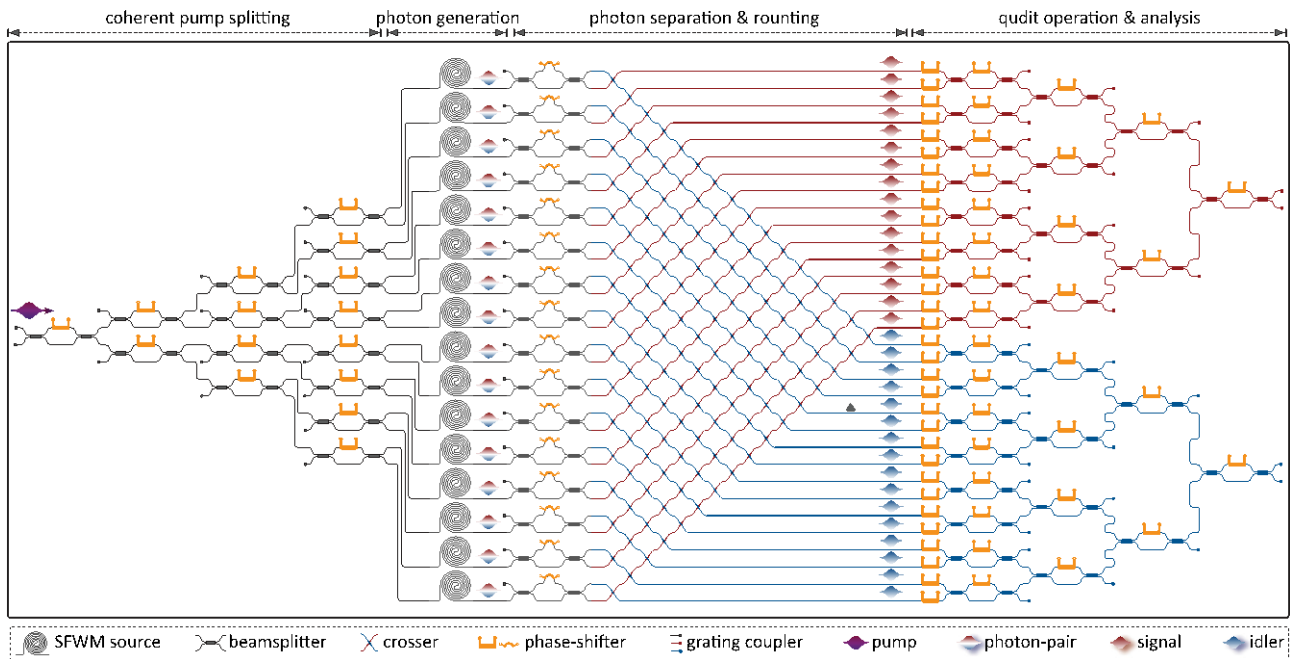 coherent pump splitting photon generation photon separation & rounting qudit operation & analysis
SFWM source beamsplitter crosser phase-shifter grating coupler pump photon-pair signal idler